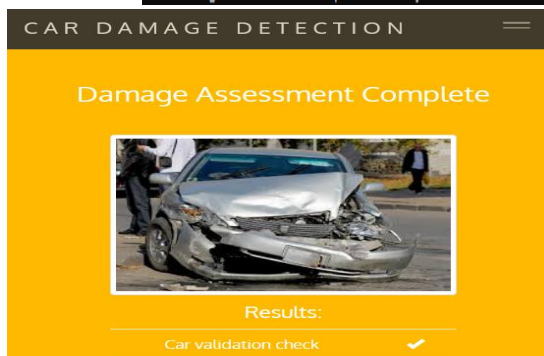 CAR DAMAGE DETECTION
Damage Assessment Complete
Results:
Car validation check